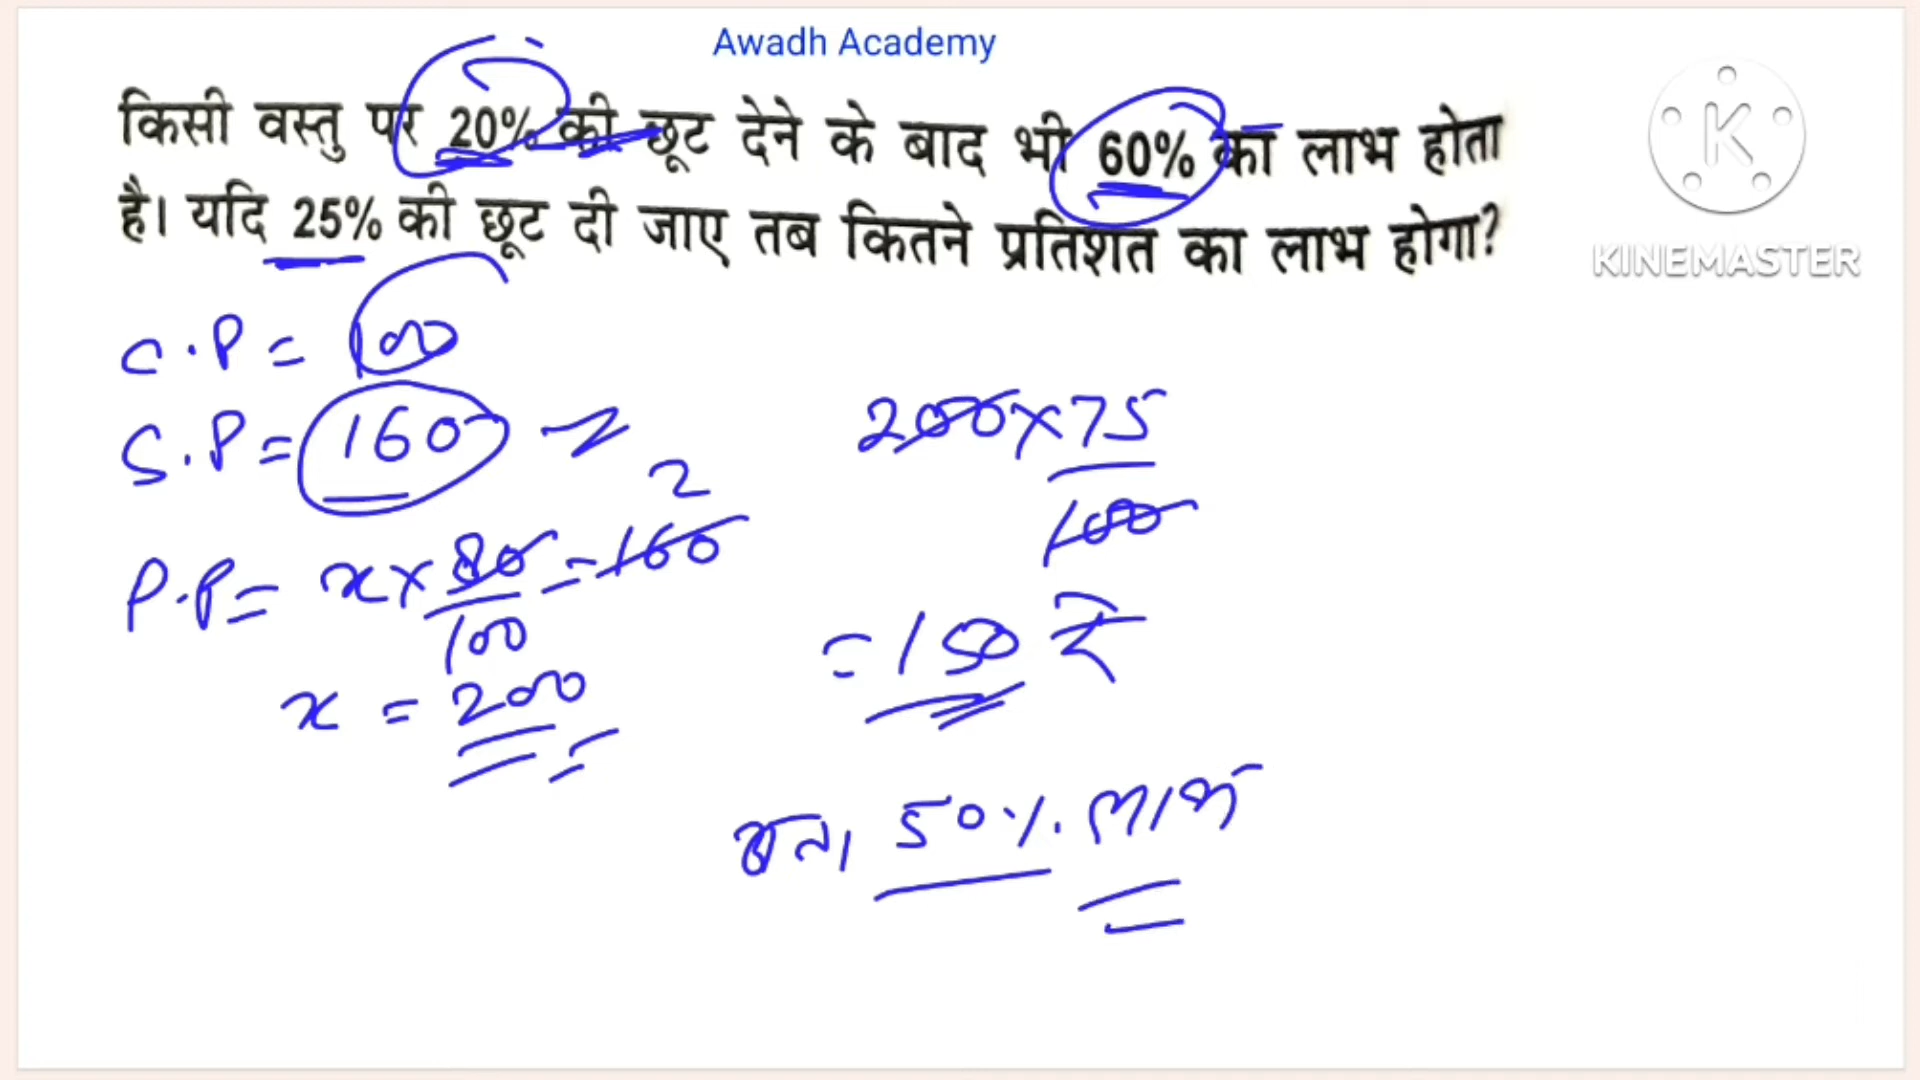 Awadh Academy
किसी वस्तु पर 20% की छूट देने के बाद भी 60% का लाभ होता
है। यदि 25% की छूट दी जाए तब कितने प्रतिशत का लाभ होगा?
KINEMASTER
C.P = 100
S.P = 160
P.P = x × 80/100 = 160
2
x = 200
200 × 75
100
= 150 ₹
50% लाभ